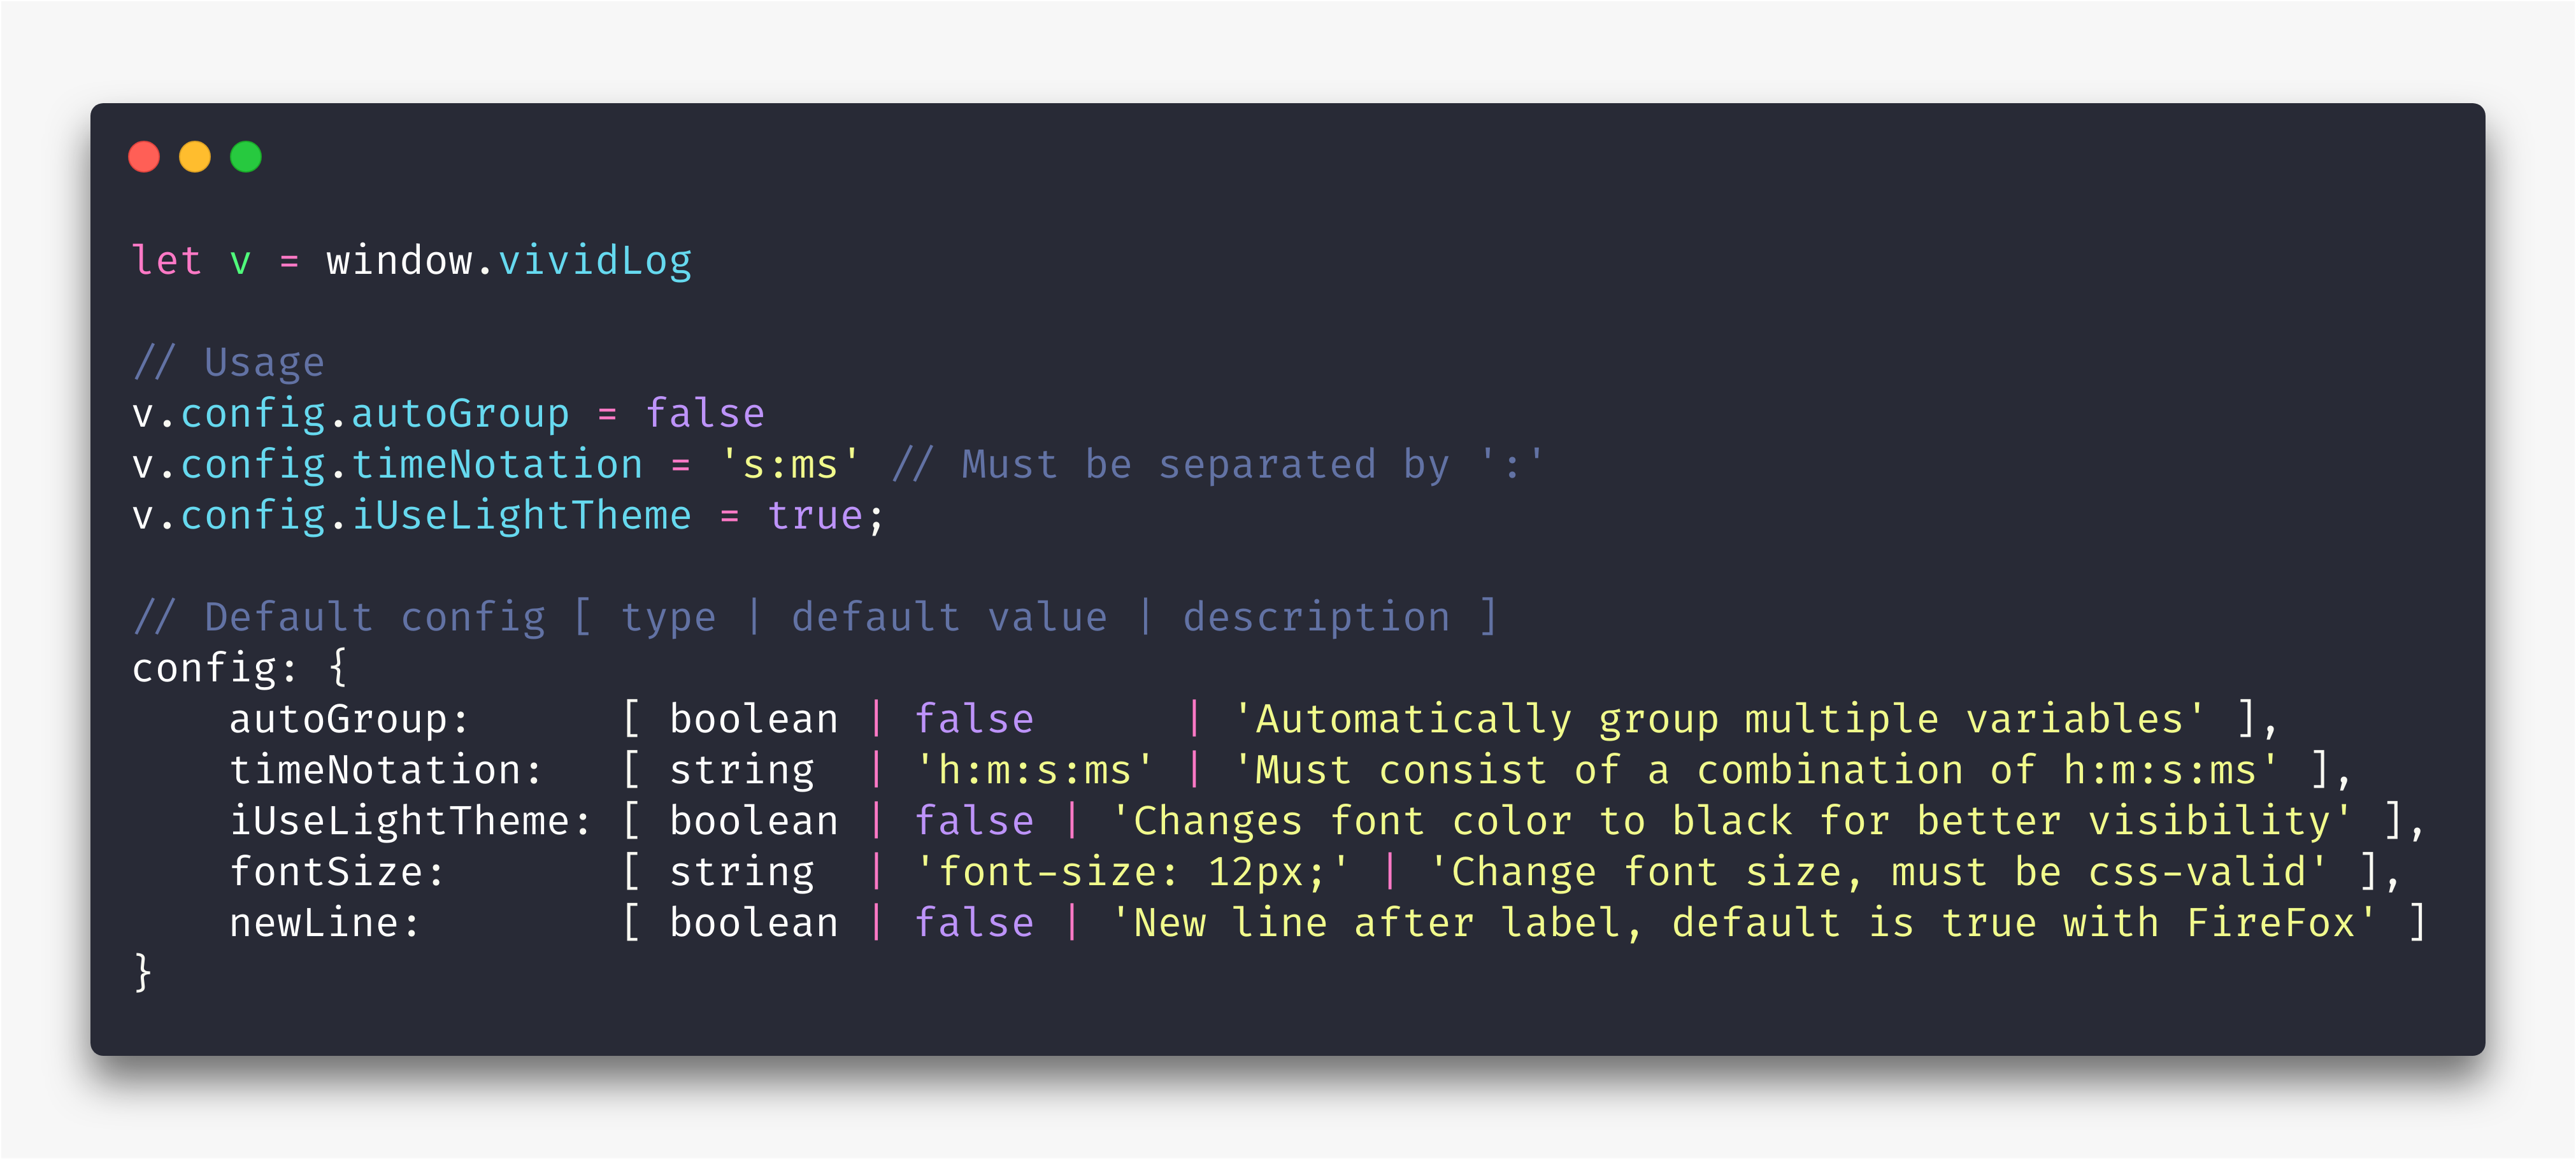 let v = window.vividLog
// Usage
v.config.autoGroup = false
v.config.timeNotation = 's:ms' // Must be separated by ':'
v.config.iUseLightTheme = true;
// Default config [ type | default value | description ]
config: {
    autoGroup:      [ boolean | false      | 'Automatically group multiple variables' ],
    timeNotation:   [ string  | 'h:m:s:ms' | 'Must consist of a combination of h:m:s:ms' ],
    iUseLightTheme: [ boolean | false | 'Changes font color to black for better visibility' ],
    fontSize:       [ string  | 'font-size: 12px;' | 'Change font size, must be css-valid' ],
    newLine:        [ boolean | false | 'New line after label, default is true with FireFox' ]
}